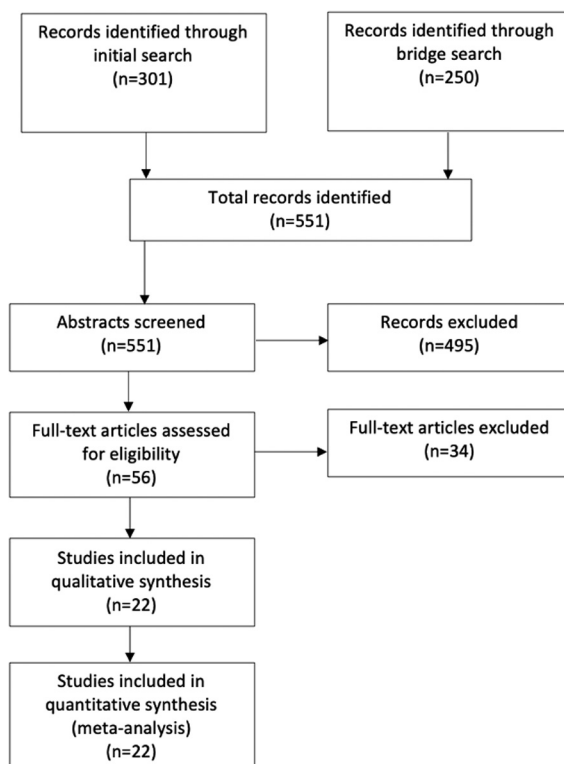 Records identified through
initial search
(n=301)
Records identified through
bridge search
(n=250)
Total records identified
(n=551)
Abstracts screened
(n=551)
Records excluded
(n=495)
Full-text articles assessed
for eligibility
(n=56)
Full-text articles excluded
(n=34)
Studies included in
qualitative synthesis
(n=22)
Studies included in
quantitative synthesis
(meta-analysis)
(n=22)